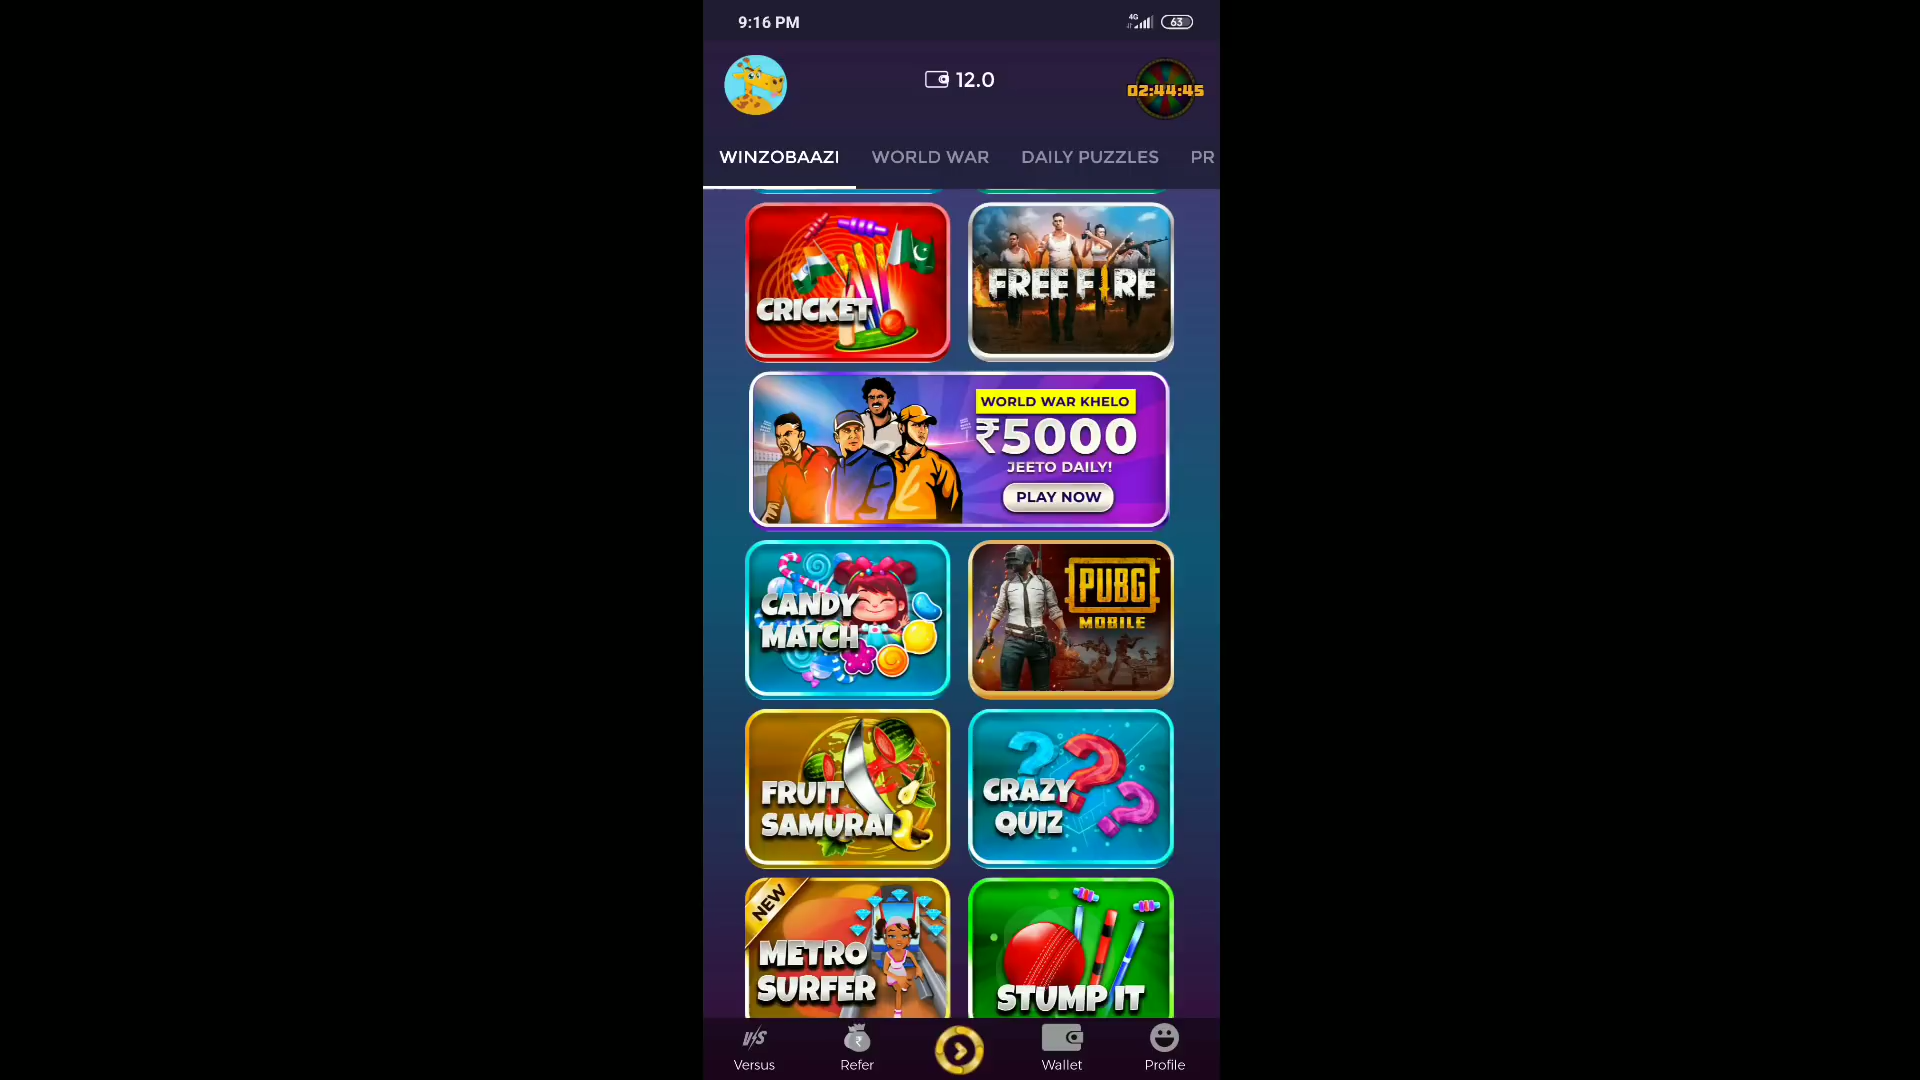 9:16 PM
4G
63
12.0
02:44:45
WINZOBAAZI
WORLD WAR
DAILY PUZZLES
PR
CRICKET
FREE FIRE
WORLD WAR KHELO
₹5000
JEETO DAILY!
PLAY NOW
CANDY
MATCH
PUBG
MOBILE
FRUIT
SAMURAI
CRAZY
QUIZ
NEW
METRO
SURFER
STUMP IT
V/S
₹
Versus
Refer
Wallet
Profile